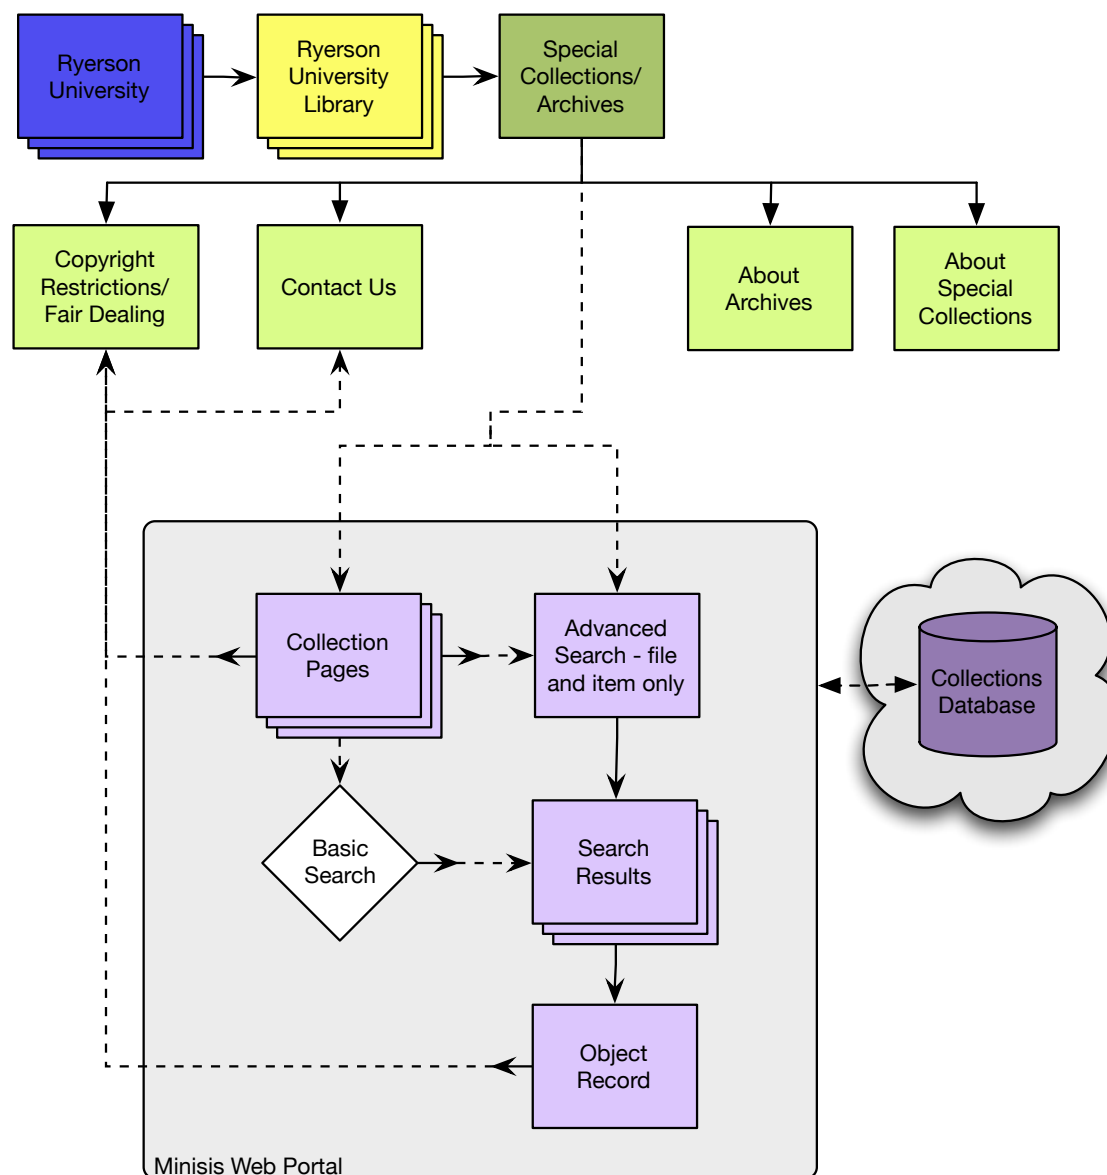 Ryerson
University
Ryerson
University
Library
Special
Collections/
Archives
Copyright
Restrictions/
Fair Dealing
Contact Us
About
Archives
About
Special
Collections
Collection
Pages
Advanced
Search - file
and item only
Collections
Database
Basic
Search
Search
Results
Object
Record
Minisis Web Portal